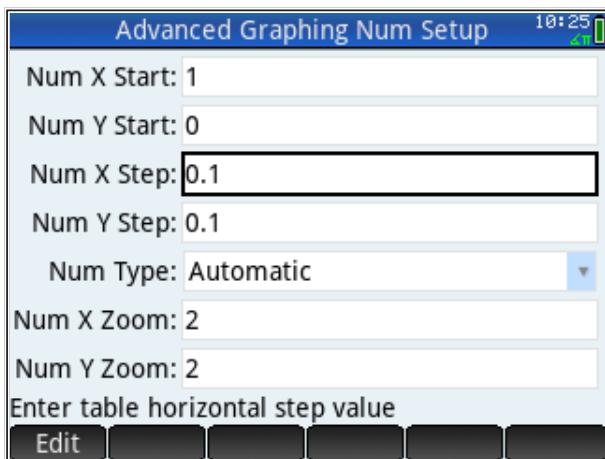 Advanced Graphing Num Setup 10:25
∠π
Num X Start: 1
Num Y Start: 0
Num X Step: 0.1
Num Y Step: 0.1
Num Type: Automatic
Num X Zoom: 2
Num Y Zoom: 2
Enter table horizontal step value
Edit